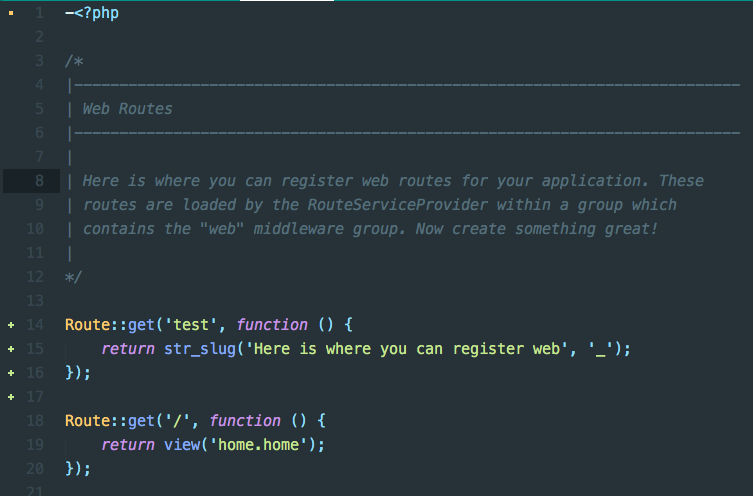 1 —<?php
2
3 /*
4 |--------------------------------------------------------------------------
5 | Web Routes
6 |--------------------------------------------------------------------------
7 |
8 | Here is where you can register web routes for your application. These
9 | routes are loaded by the RouteServiceProvider within a group which
10 | contains the "web" middleware group. Now create something great!
11 |
12 */
13
14 Route::get('test', function () {
15     return str_slug('Here is where you can register web', '_');
16 });
17
18 Route::get('/', function () {
19     return view('home.home');
20 });
21